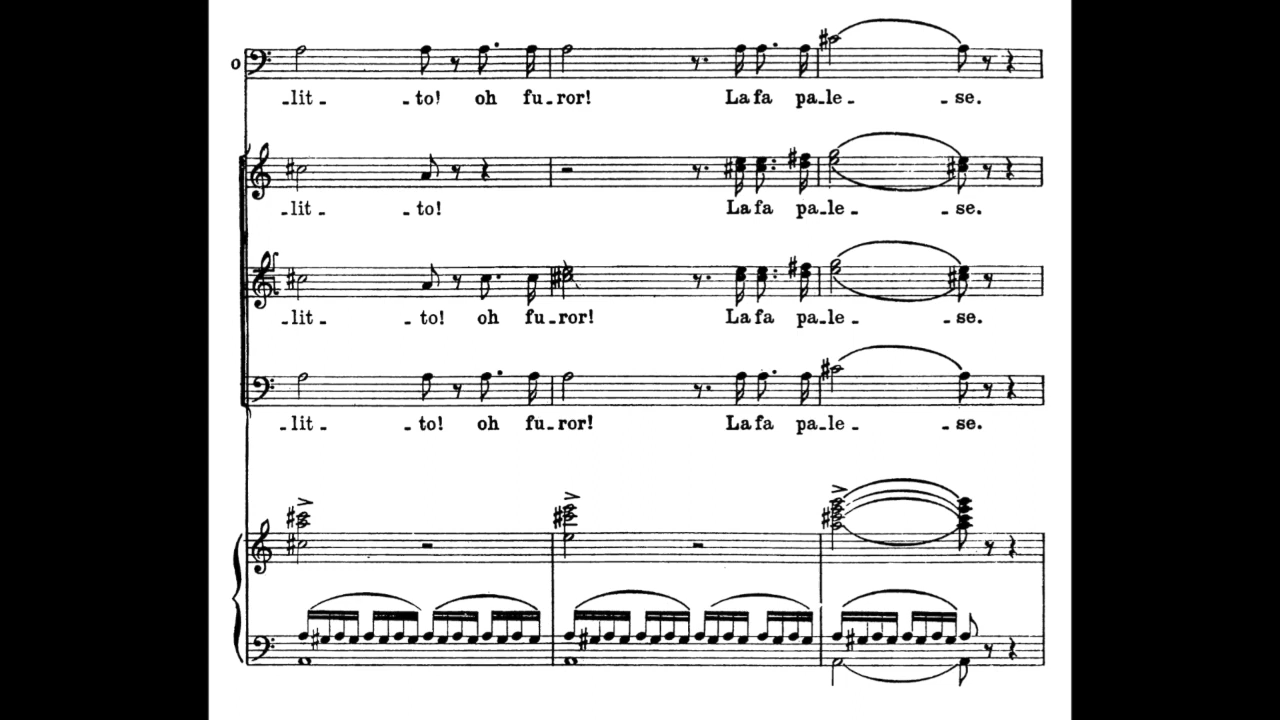 o
-lit - - to! oh fu-ror! La fa pa-le - - se.
-lit - - to! La fa pa-le - - se.
-lit - - to! oh fu-ror! La fa pa-le - - se.
-lit - - to! oh fu-ror! La fa pa-le - - se.